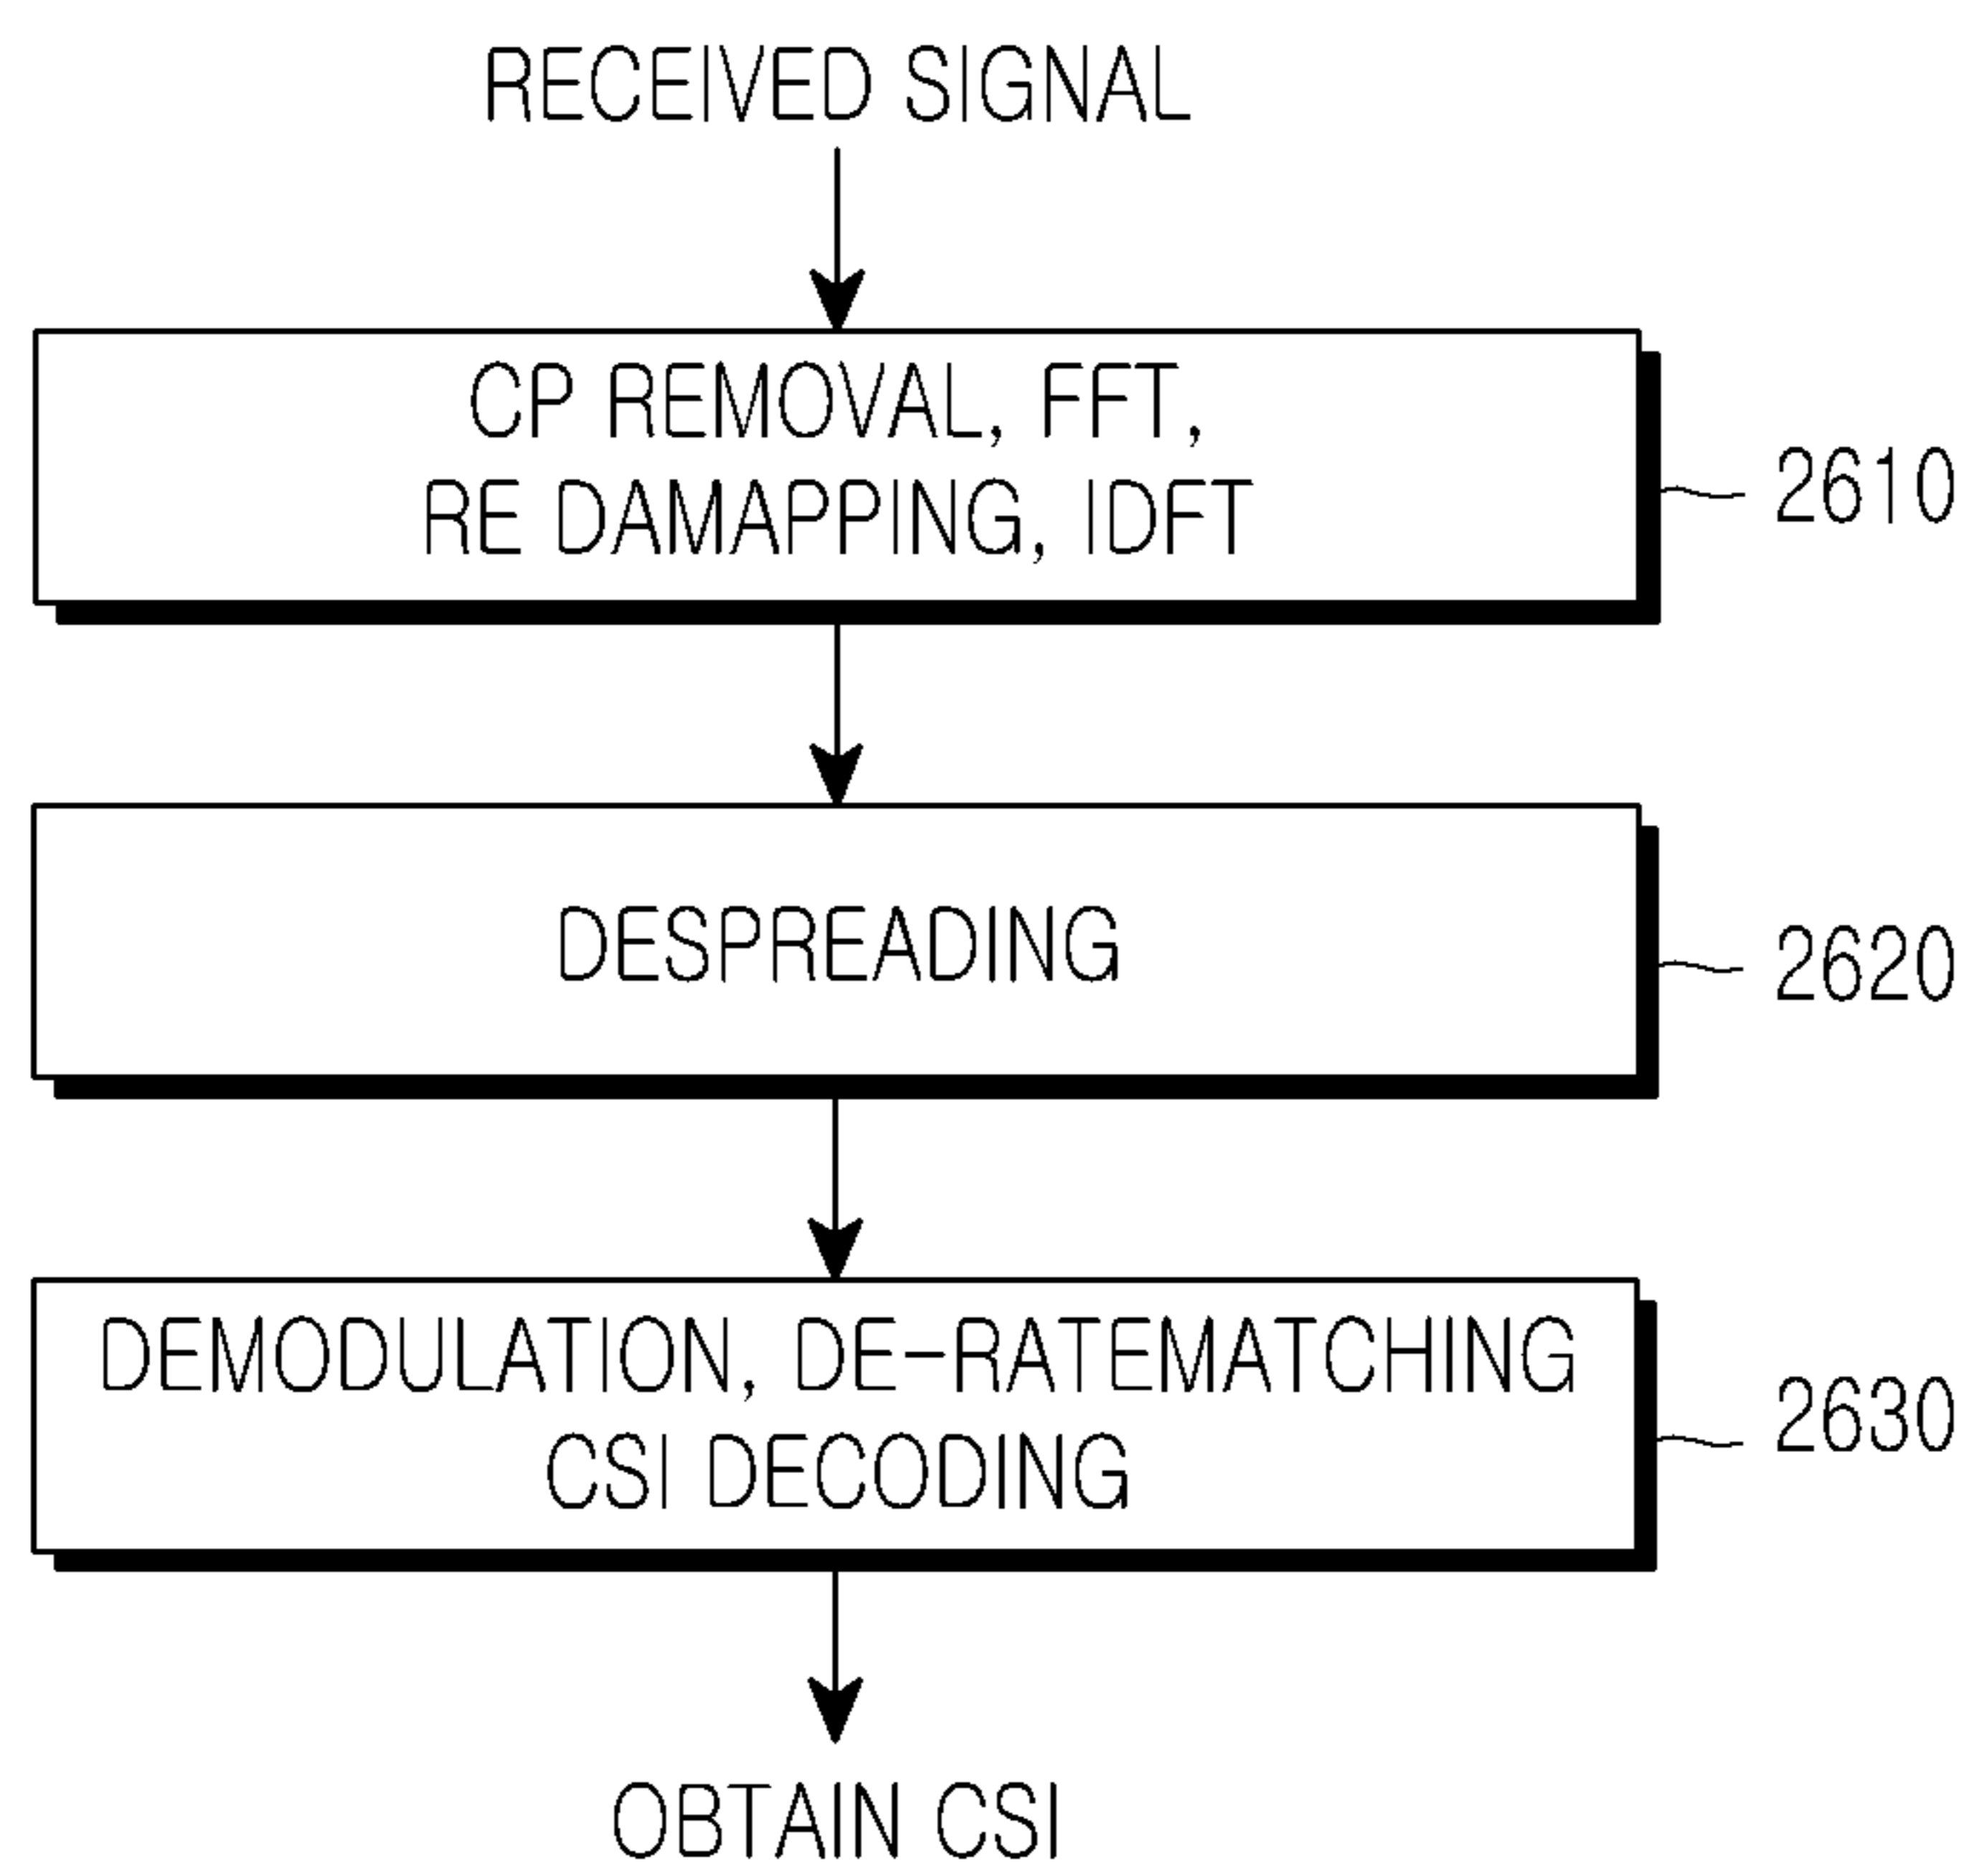 RECEIVED SIGNAL
CP REMOVAL, FFT,
RE DAMAPPING, IDFT
2610
DESPREADING
2620
DEMODULATION, DE-RATEMATCHING
CSI DECODING
2630
OBTAIN CSI